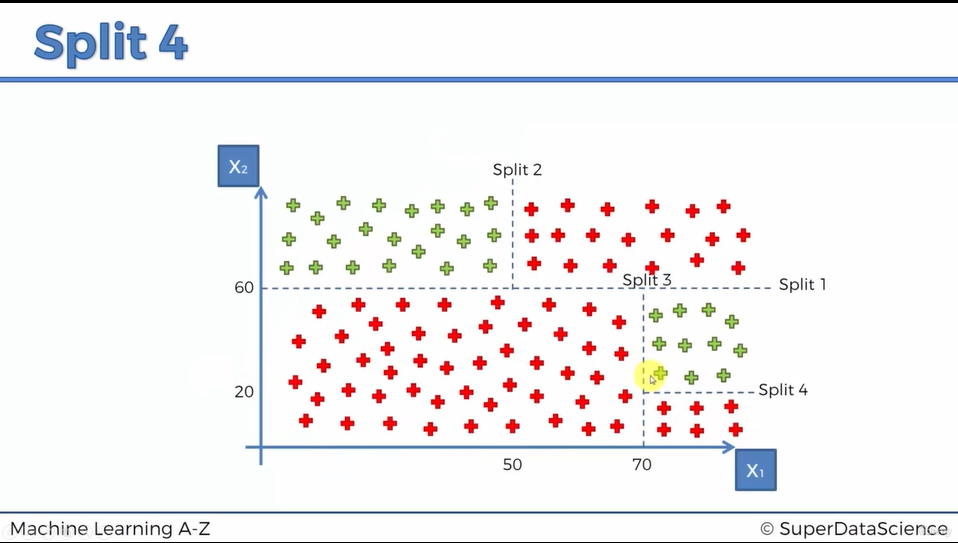 Split 4
X2
Split 2
Split 3
60
Split 1
20
Split 4
50
70
X1
Machine Learning A-Z
© SuperDataScience